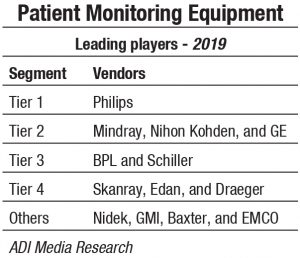 Patient Monitoring Equipment
Leading players - 2019
Segment Vendors
Tier 1 Philips
Tier 2 Mindray, Nihon Kohden, and GE
Tier 3 BPL and Schiller
Tier 4 Skanray, Edan, and Draeger
Others Nidek, GMI, Baxter, and EMCO
ADI Media Research